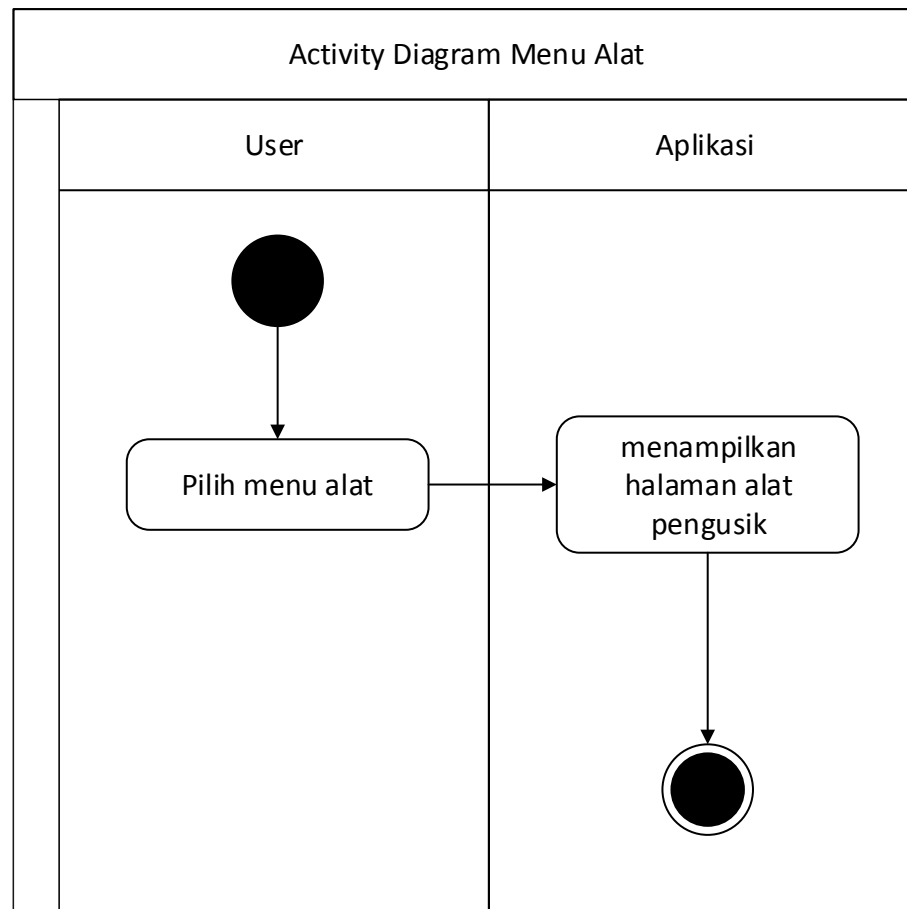 Activity Diagram Menu Alat
User
Aplikasi
Pilih menu alat
menampilkan
halaman alat
pengusik